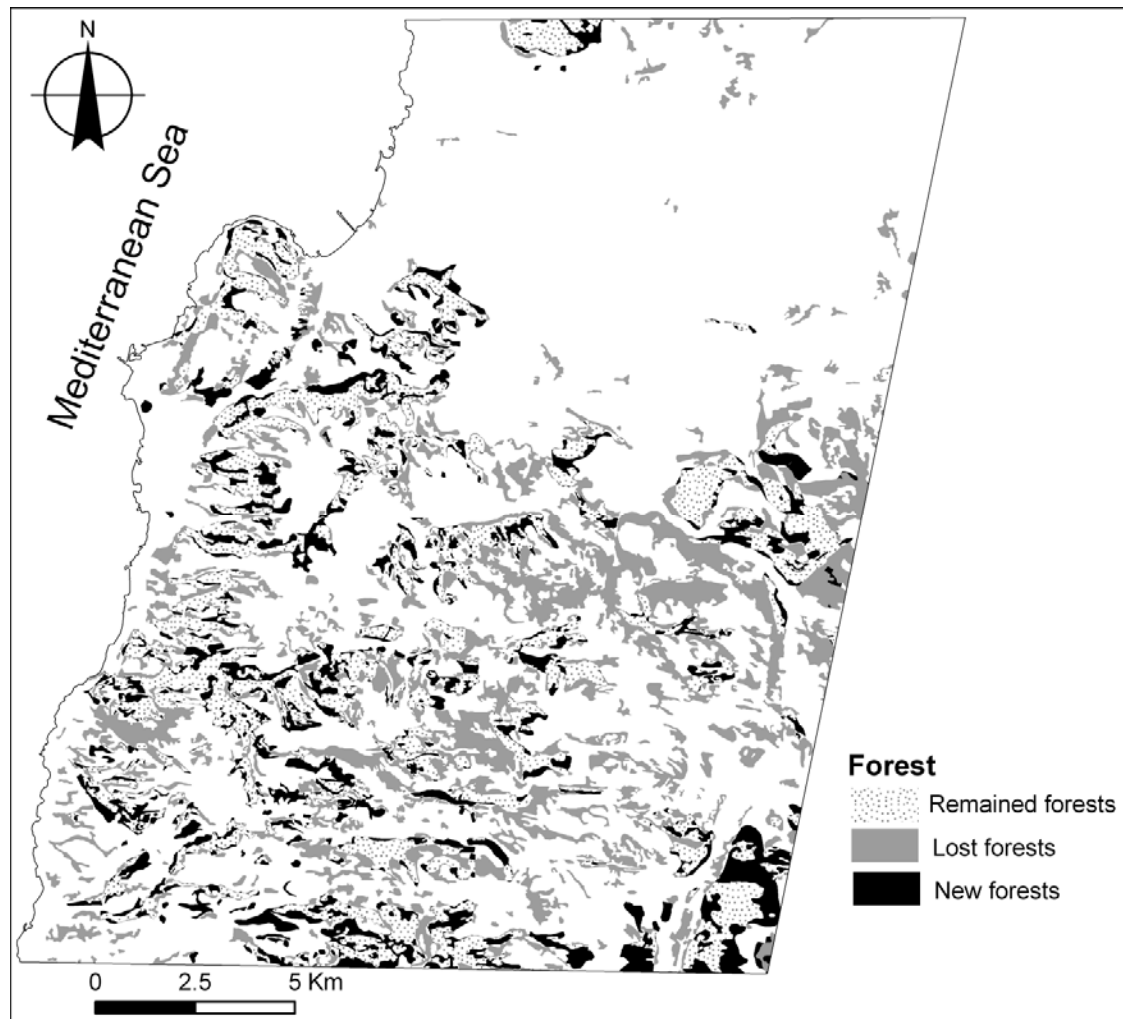 N
Mediterranean Sea
Forest
Remained forests
Lost forests
New forests
0 2.5 5 Km